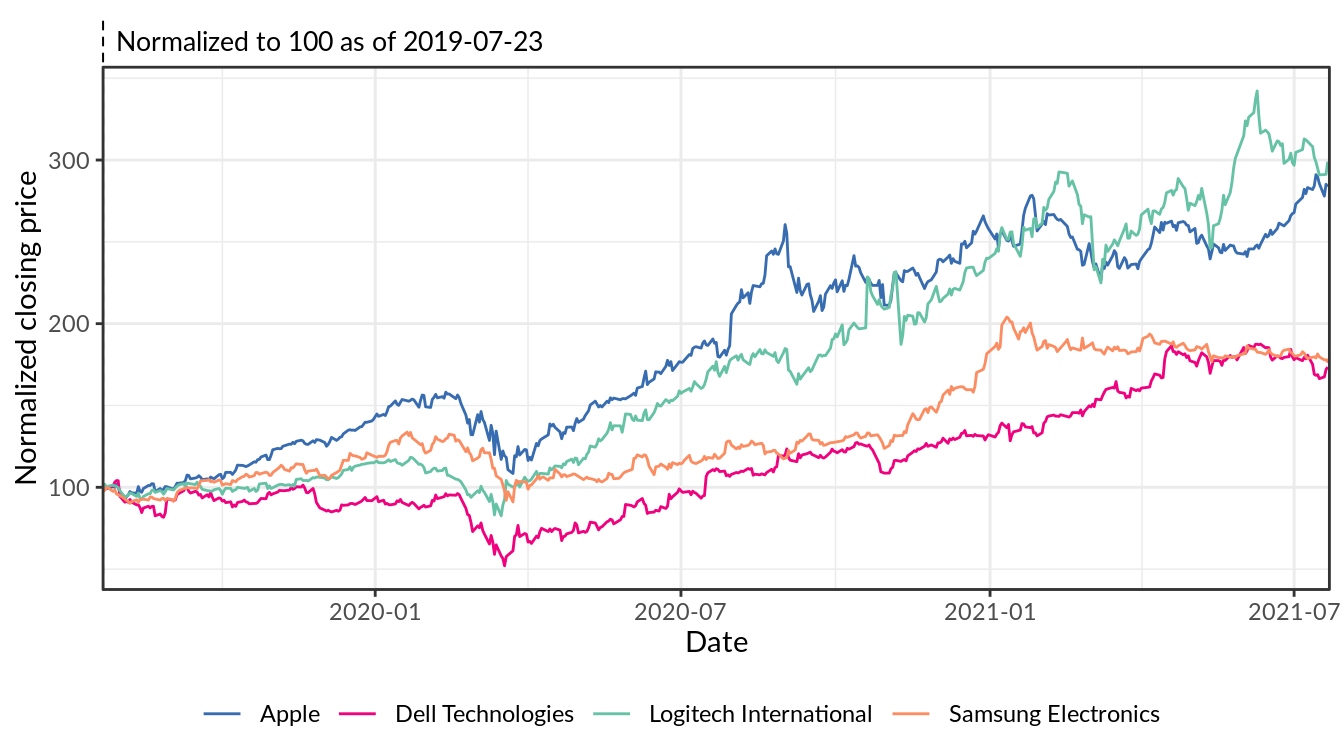 Normalized to 100 as of 2019-07-23
Normalized closing price
300
200
100
2020-01
2020-07
2021-01
2021-07
Date
Apple
Dell Technologies
Logitech International
Samsung Electronics